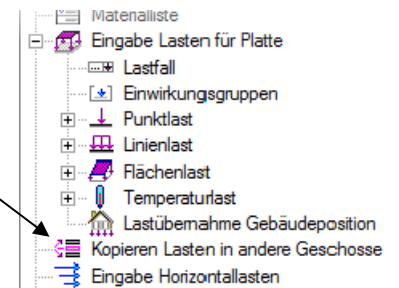 Materialliste
Eingabe Lasten für Platte
Lastfall
Einwirkungsgruppen
Punktlast
Linienlast
Flächenlast
Temperaturlast
Lastübernahme Gebäudeposition
Kopieren Lasten in andere Geschosse
Eingabe Horizontallasten